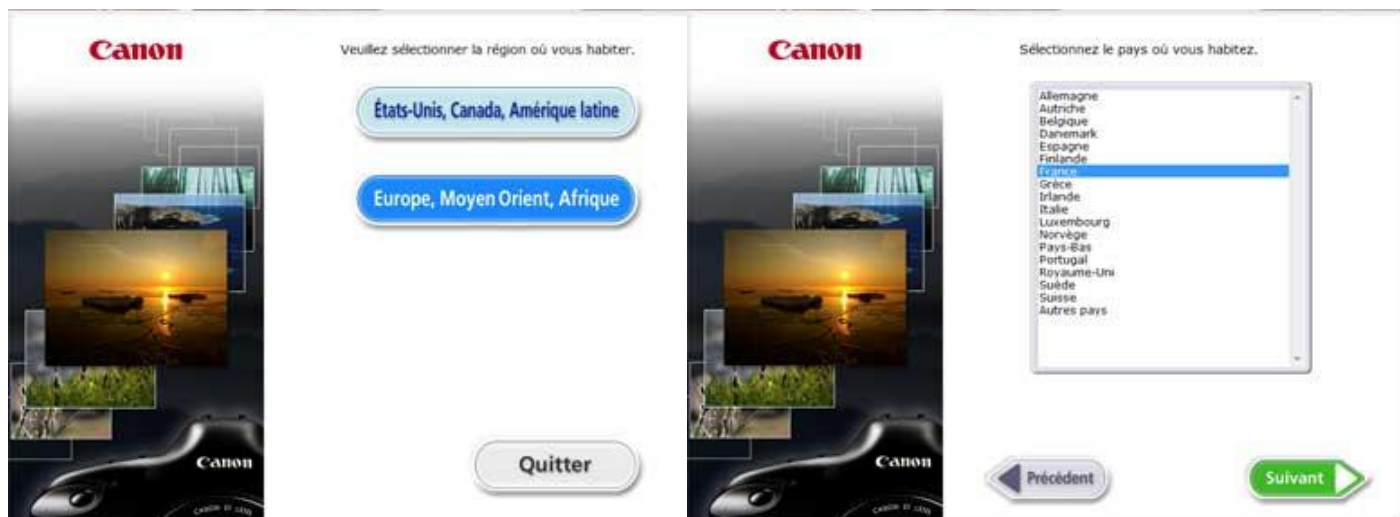 Canon
Veuillez sélectionner la région où vous habiter.
États-Unis, Canada, Amérique latine
Europe, Moyen Orient, Afrique
Canon
Quitter
Canon
Sélectionnez le pays où vous habitez.
Allemagne
Autriche
Belgique
Danemark
Espagne
Finlande
France
Grèce
Irlande
Italie
Luxembourg
Norvège
Pays-Bas
Portugal
Royaume-Uni
Suède
Suisse
Autres pays
Canon
Précédent
Suivant